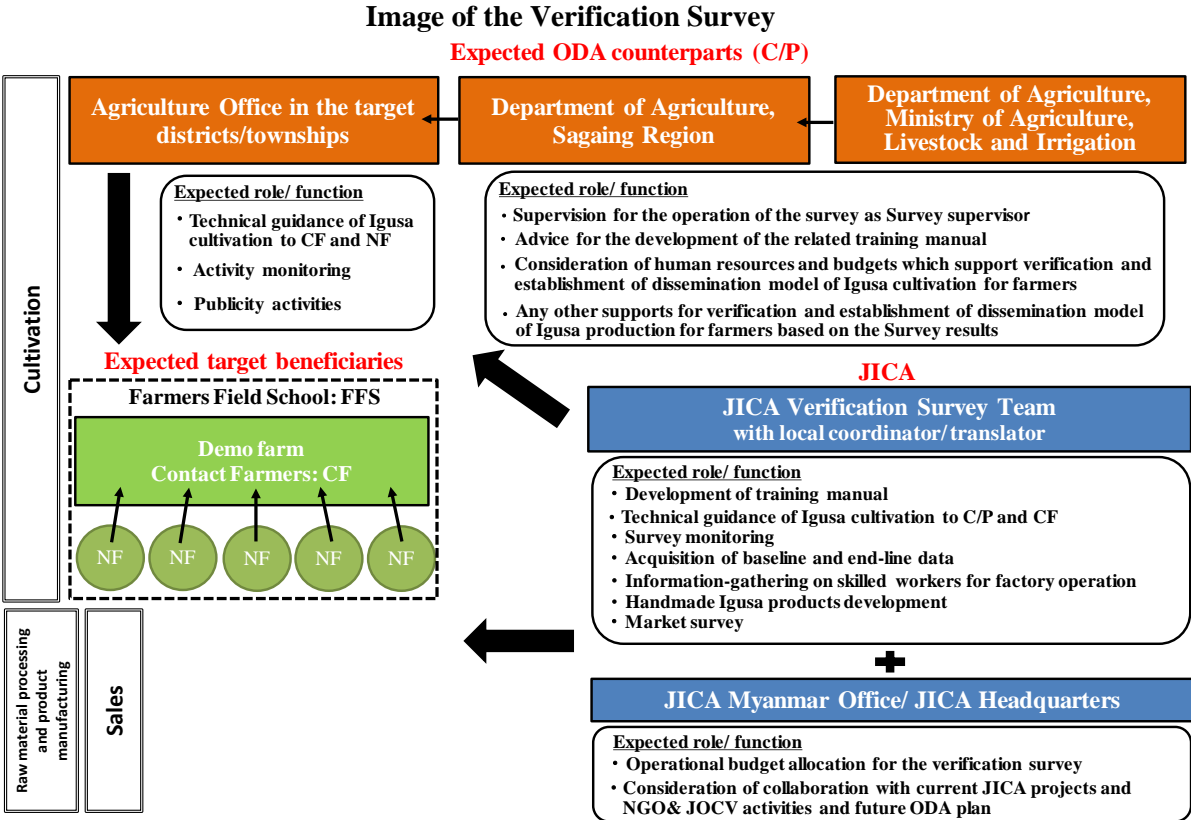 Image of the Verification Survey
Expected ODA counterparts (C/P)
Cultivation
Agriculture Office in the target
districts/townships
Department of Agriculture,
Sagaing Region
Department of Agriculture,
Ministry of Agriculture,
Livestock and Irrigation
Expected role/ function
・Technical guidance of Igusa
cultivation to CF and NF
・Activity monitoring
・Publicity activities
Expected role/ function
・Supervision for the operation of the survey as Survey supervisor
・Advice for the development of the related training manual
・Consideration of human resources and budgets which support verification and
establishment of dissemination model of Igusa cultivation for farmers
・Any other supports for verification and establishment of dissemination model
of Igusa production for farmers based on the Survey results
Expected target beneficiaries
Farmers Field School: FFS
Demo farm
Contact Farmers: CF
NF
NF
NF
NF
NF
JICA
JICA Verification Survey Team
with local coordinator/translator
Expected role/ function
・Development of training manual
・Technical guidance of Igusa cultivation to C/P and CF
・Survey monitoring
・Acquisition of baseline and end-line data
・Information-gathering on skilled workers for factory operation
・Handmade Igusa products development
・Market survey
Raw material processing
and product
manufacturing
Sales
JICA Myanmar Office/ JICA Headquarters
Expected role/ function
・Operational budget allocation for the verification survey
・Consideration of collaboration with current JICA projects and
NGO& JOCV activities and future ODA plan